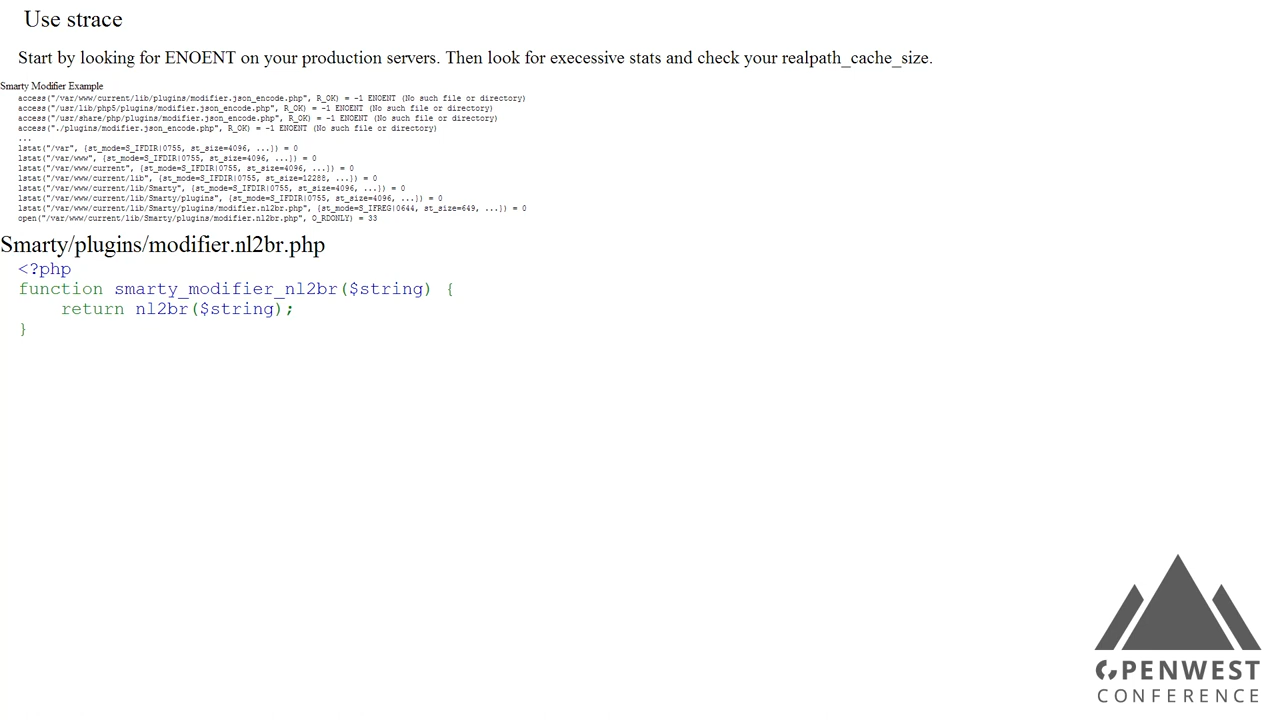 Use strace
Start by looking for ENOENT on your production servers. Then look for execessive stats and check your realpath_cache_size.
Smarty Modifier Example
access("/var/www/current/lib/plugins/modifier.json_encode.php", R_OK) = -1 ENOENT (No such file or directory)
access("/usr/lib/php5/plugins/modifier.json_encode.php", R_OK) = -1 ENOENT (No such file or directory)
access("/usr/share/php/plugins/modifier.json_encode.php", R_OK) = -1 ENOENT (No such file or directory)
access("./plugins/modifier.json_encode.php", R_OK) = -1 ENOENT (No such file or directory)
...
lstat("/var", {st_mode=S_IFDIR|0755, st_size=4096, ...}) = 0
lstat("/var/www", {st_mode=S_IFDIR|0755, st_size=4096, ...}) = 0
lstat("/var/www/current", {st_mode=S_IFDIR|0755, st_size=4096, ...}) = 0
lstat("/var/www/current/lib", {st_mode=S_IFDIR|0755, st_size=12288, ...}) = 0
lstat("/var/www/current/lib/Smarty", {st_mode=S_IFDIR|0755, st_size=4096, ...}) = 0
lstat("/var/www/current/lib/Smarty/plugins", {st_mode=S_IFDIR|0755, st_size=4096, ...}) = 0
lstat("/var/www/current/lib/Smarty/plugins/modifier.nl2br.php", {st_mode=S_IFREG|0644, st_size=649, ...}) = 0
open("/var/www/current/lib/Smarty/plugins/modifier.nl2br.php", O_RDONLY) = 33
Smarty/plugins/modifier.nl2br.php
<?php
function smarty_modifier_nl2br($string) {
    return nl2br($string);
}
OPENWEST
CONFERENCE